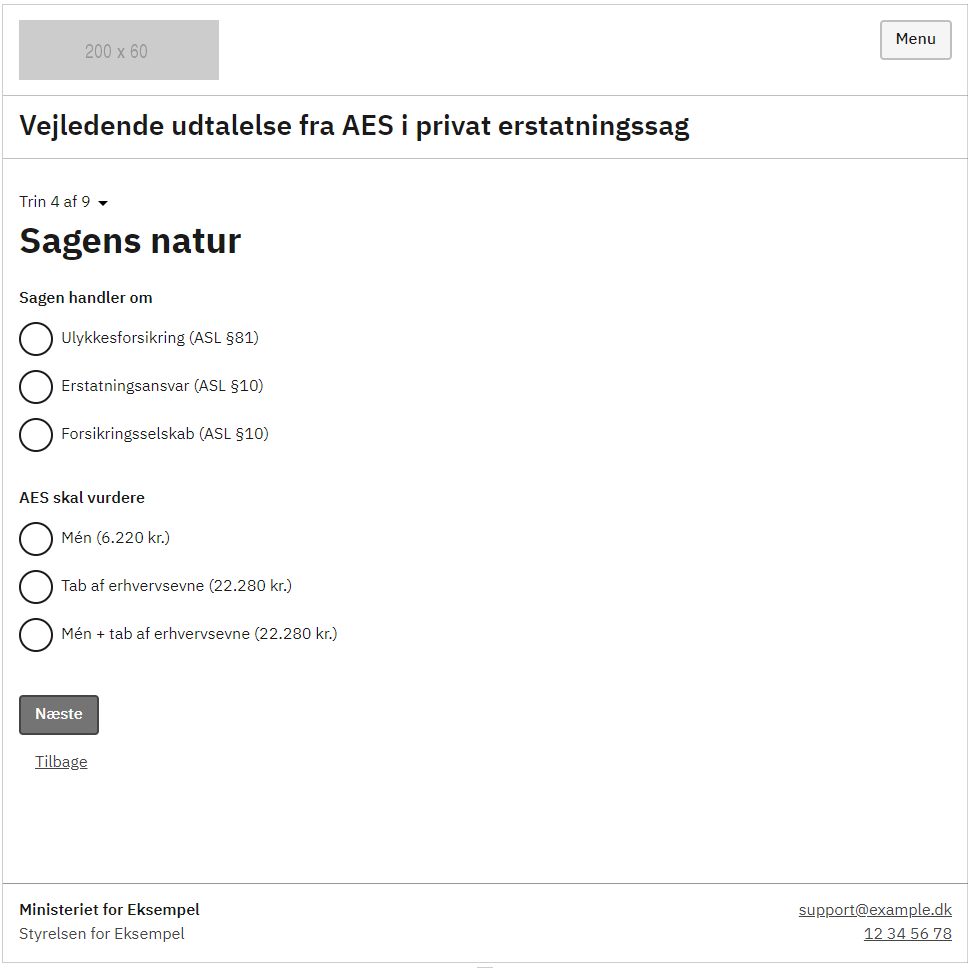 200 x 60
Menu
Vejledende udtalelse fra AES i privat erstatningssag
Trin 4 af 9
Sagens natur
Sagen handler om
Ulykkesforsikring (ASL §81)
Erstatningsansvar (ASL §10)
Forsikringsselskab (ASL §10)
AES skal vurdere
Mén (6.220 kr.)
Tab af erhvervsevne (22.280 kr.)
Mén + tab af erhvervsevne (22.280 kr.)
Næste
Tilbage
Ministeriet for Eksempel
support@example.dk
Styrelsen for Eksempel
12 34 56 78